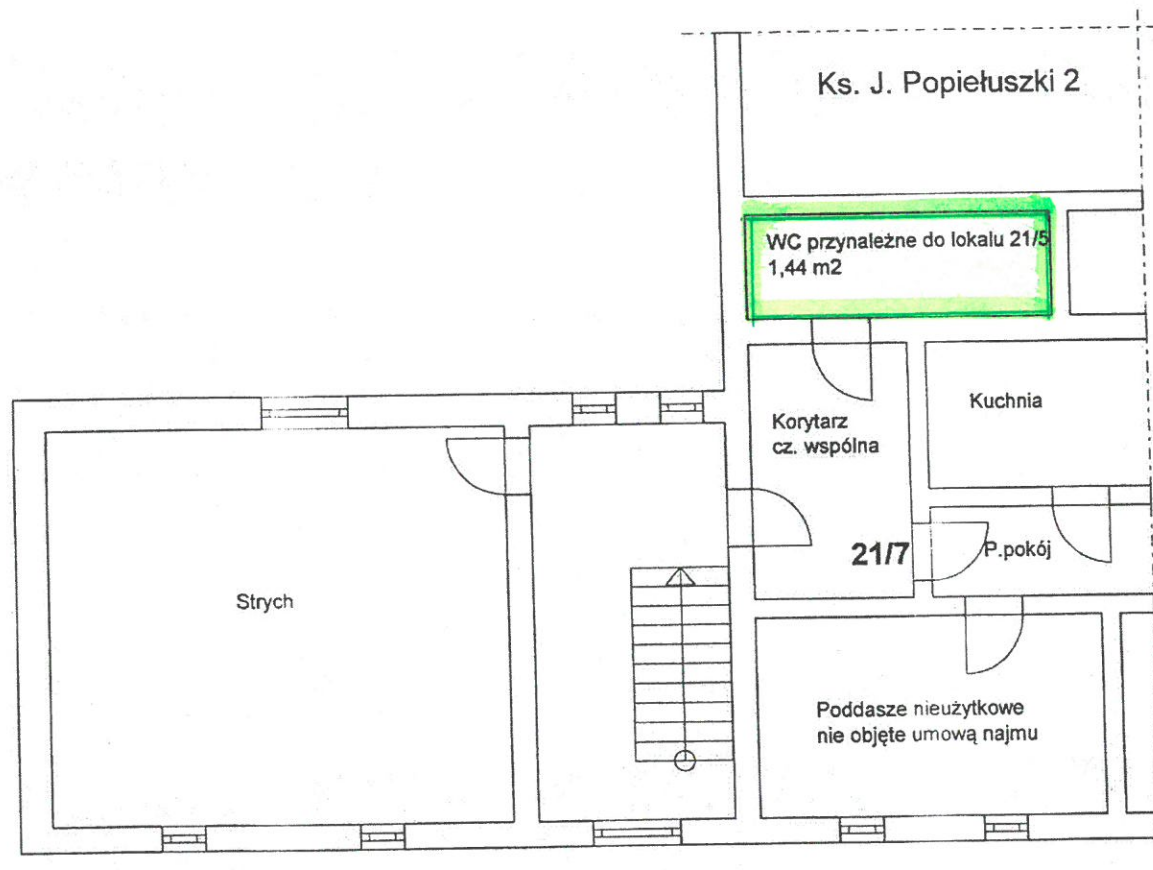 Ks. J. Popiełuszki 2
WC przynależne do lokalu 21/5
1,44 m2
Korytarz
cz. wspólna
Kuchnia
21/7
P.pokój
Strych
Poddasze nieużytkowe
nie objęte umową najmu